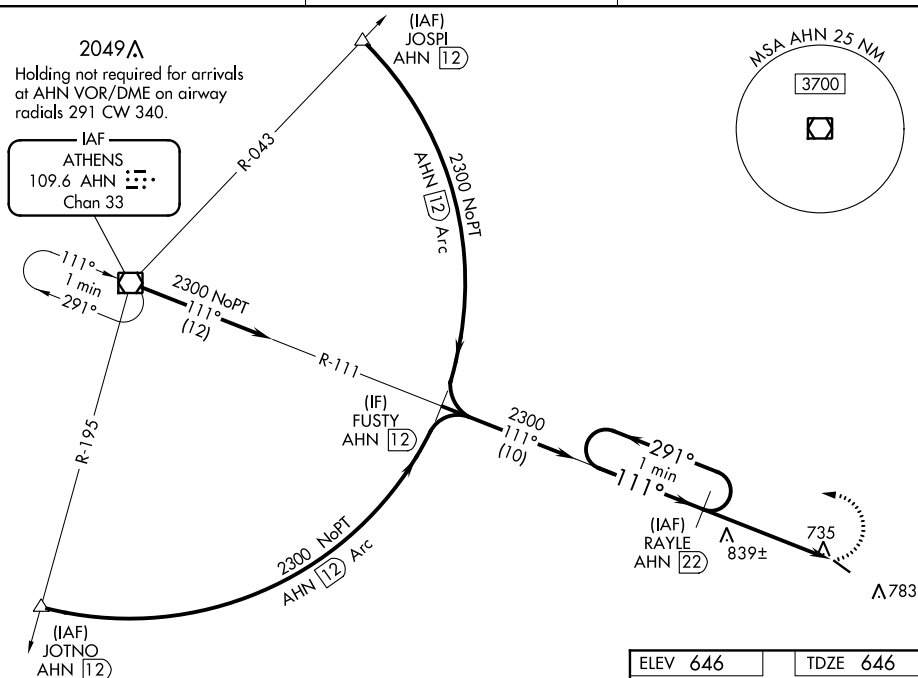 (IAF)
JOSPI
AHN 12
2049
Holding not required for arrivals
at AHN VOR/DME on airway
radials 291 CW 340.
MSA AHN 25 NM
3700
IAF
ATHENS
109.6 AHN
Chan 33
R-043
2300 NoPT
AHN 12 Arc
111°
1 min
291°
2300 NoPT
111°
(12)
R-111
R-195
(IF)
FUSTY
AHN 12
2300
111°
(10)
291°
1 min
111°
(IAF)
RAYLE
AHN 22
839±
735
783
2300 NoPT
AHN 12 Arc
(IAF)
JOTNO
AHN 12
ELEV 646
TDZE 646